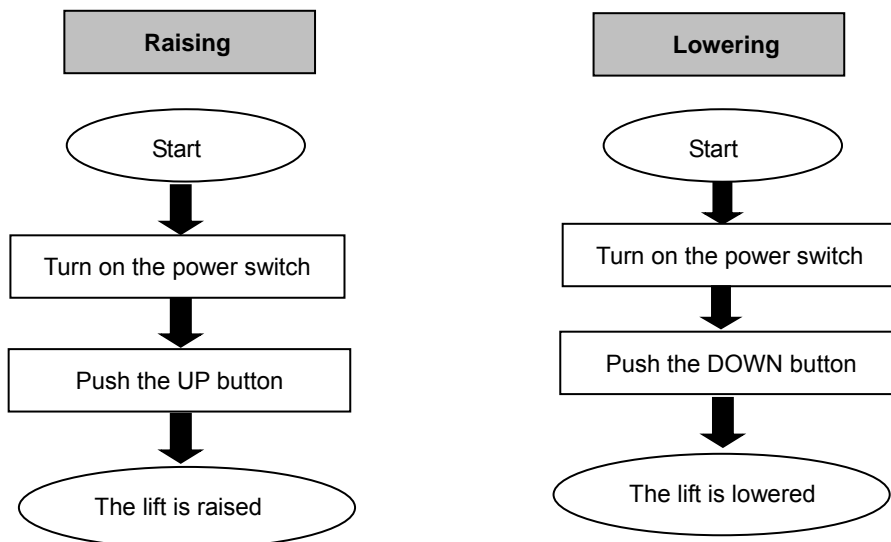 Raising
Start
Turn on the power switch
Push the UP button
The lift is raised
Lowering
Start
Turn on the power switch
Push the DOWN button
The lift is lowered